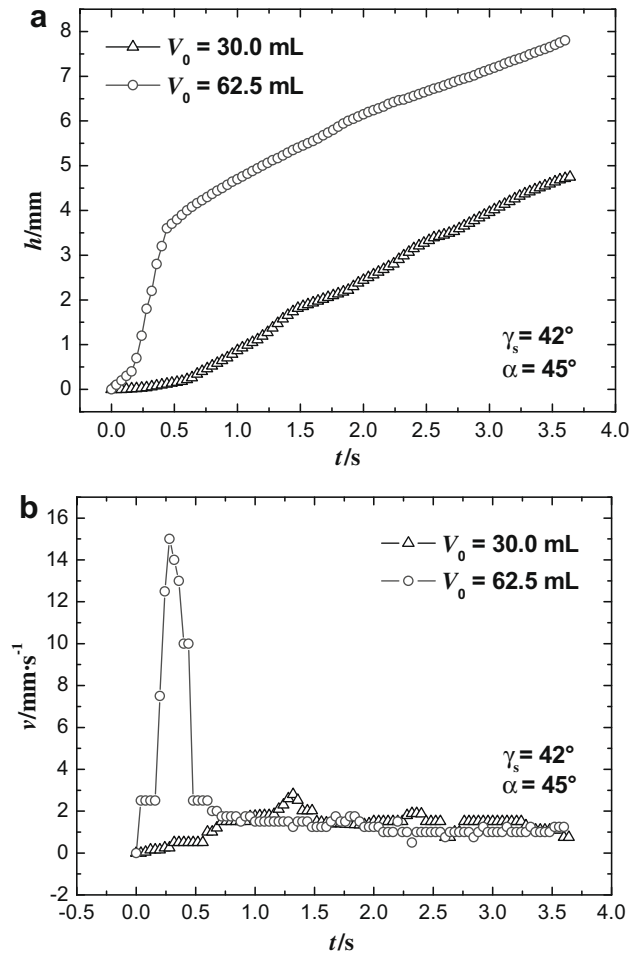 a
8
7
6
5
4
3
2
1
0
h/mm
V₀ = 30.0 mL
V₀ = 62.5 mL
γₛ = 42°
α = 45°
0.0 0.5 1.0 1.5 2.0 2.5 3.0 3.5 4.0
t/s
b
16
14
12
10
8
6
4
2
0
-2
v/mm·s⁻¹
V₀ = 30.0 mL
V₀ = 62.5 mL
γₛ = 42°
α = 45°
-0.5 0.0 0.5 1.0 1.5 2.0 2.5 3.0 3.5 4.0
t/s